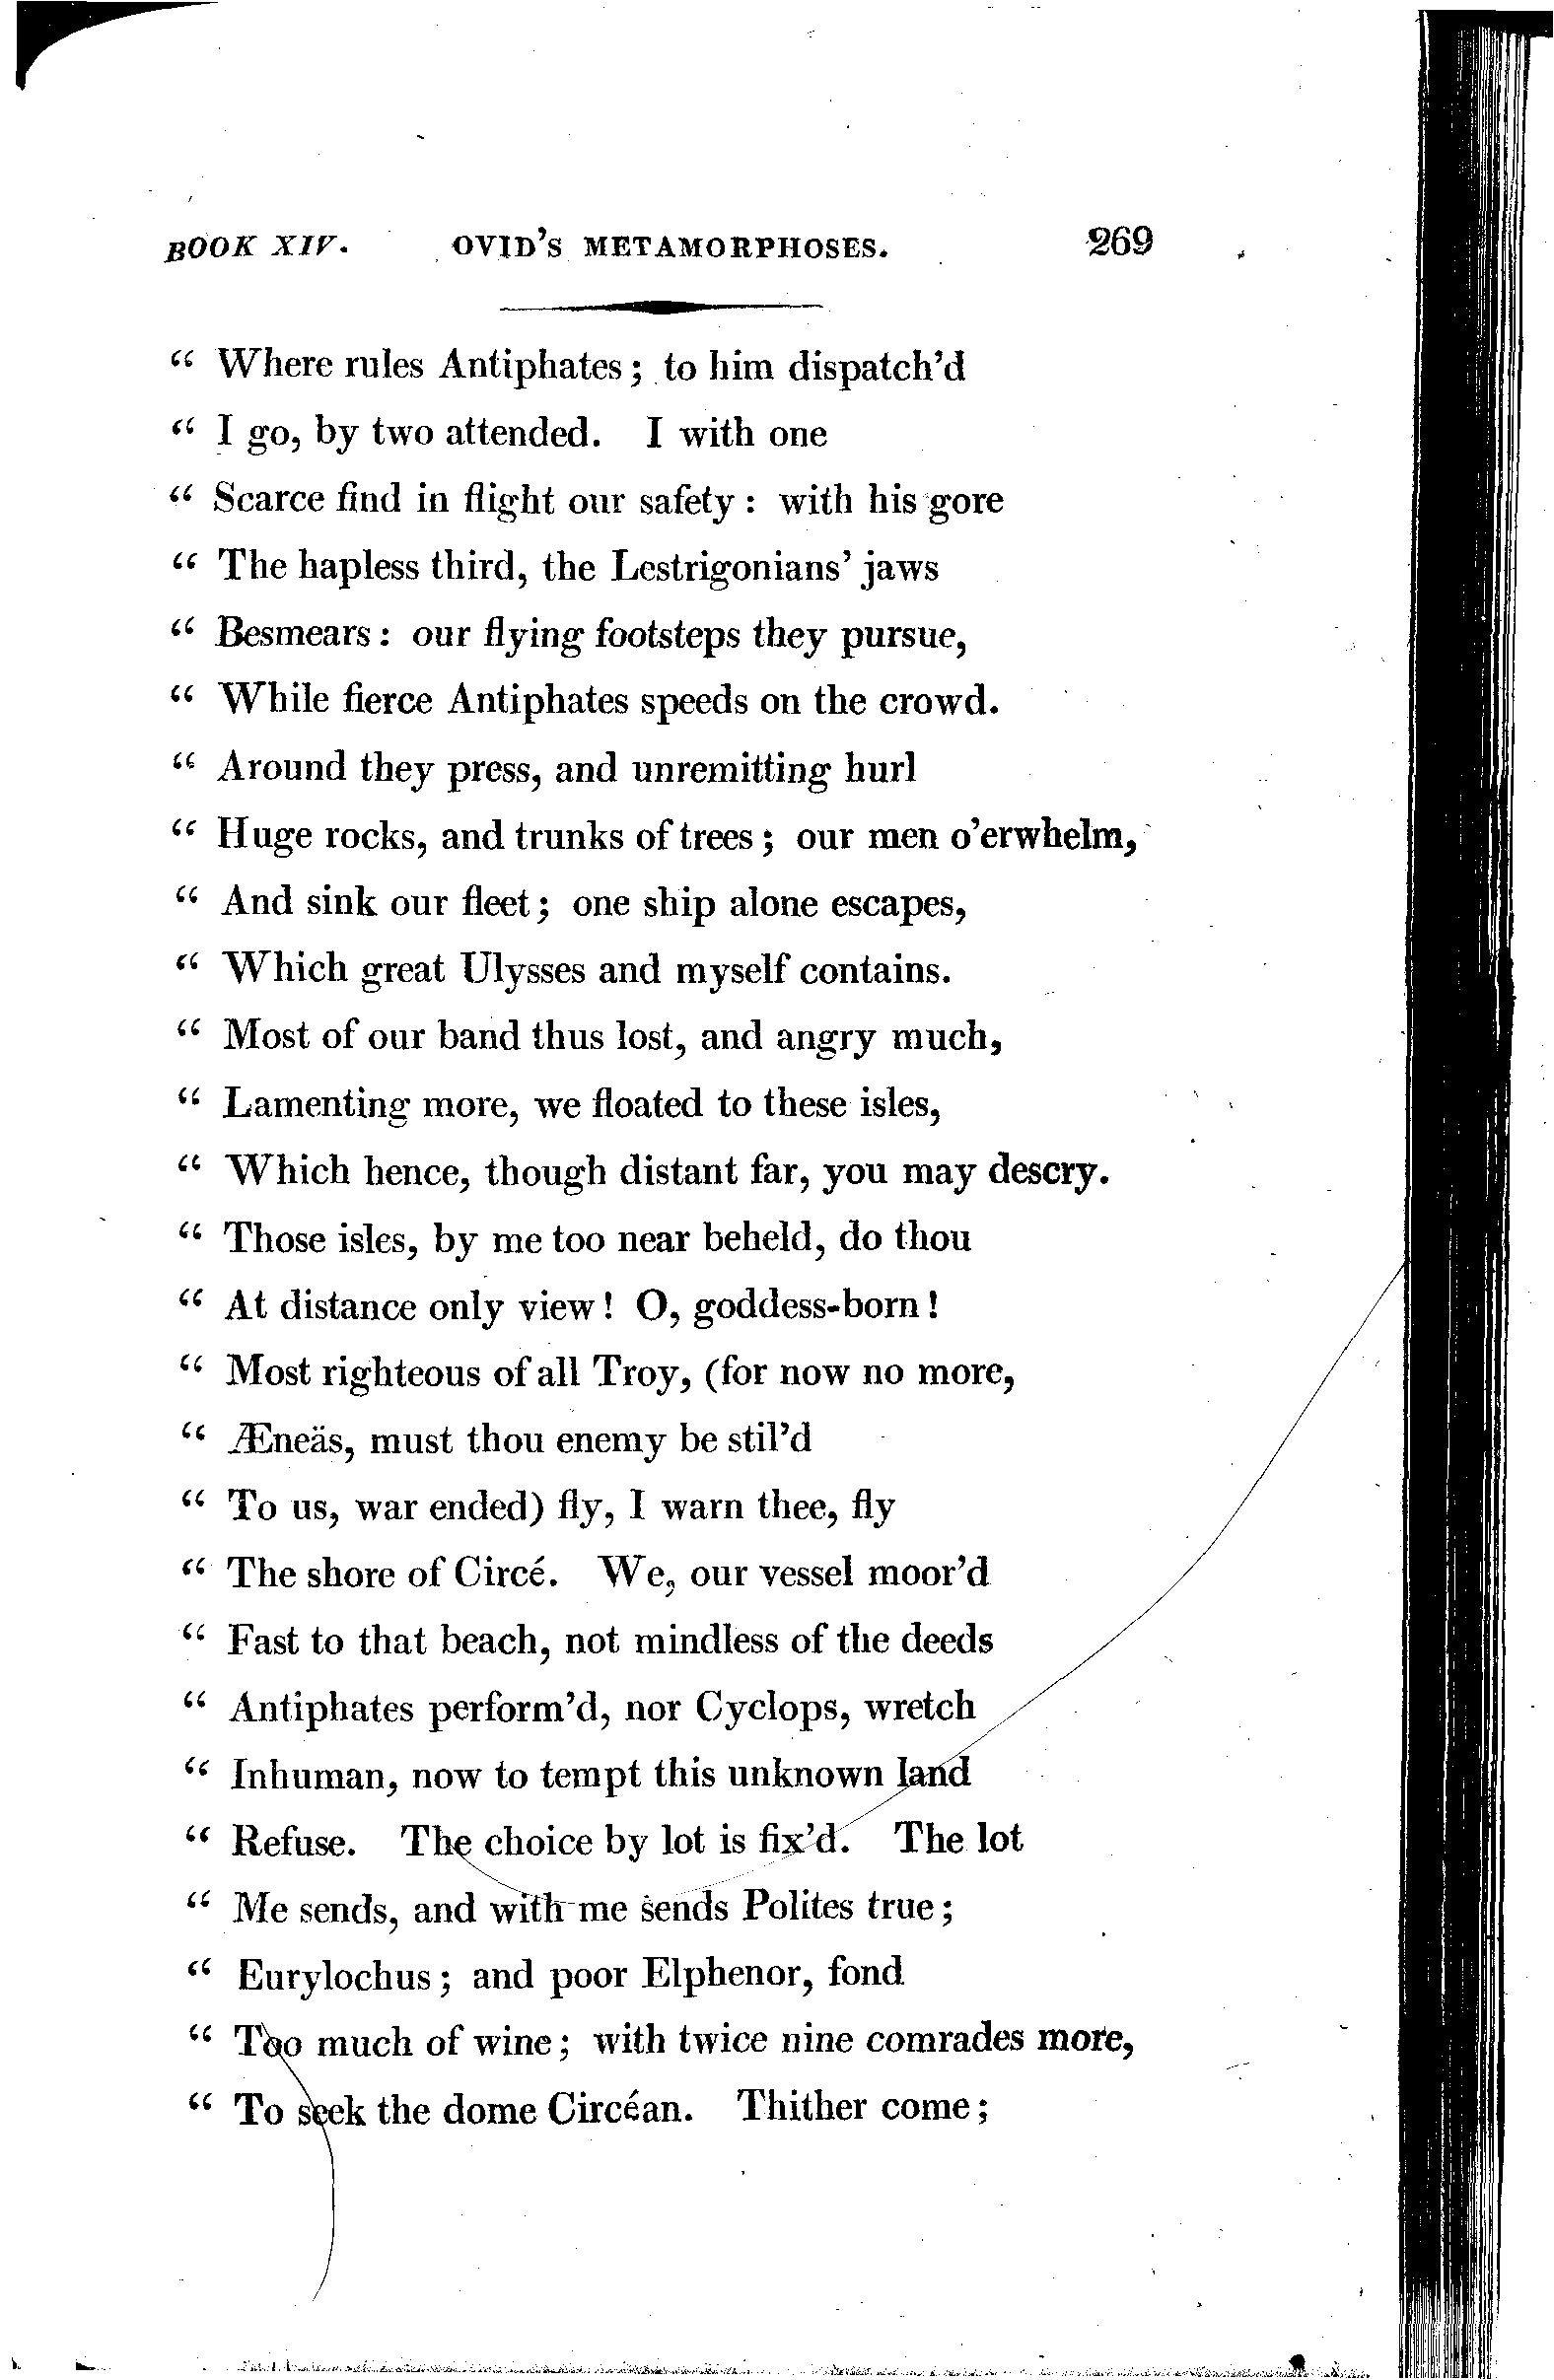 BOOK XIV. OVID'S METAMORPHOSES. 269
“ Where rules Antiphates; to him dispatch'd
“ I go, by two attended. I with one
“ Scarce find in flight our safety: with his gore
“ The hapless third, the Lestrigonians' jaws
“ Besmears: our flying footsteps they pursue,
“ While fierce Antiphates speeds on the crowd.
“ Around they press, and unremitting hurl
“ Huge rocks, and trunks of trees; our men o'erwhelm,
“ And sink our fleet; one ship alone escapes,
“ Which great Ulysses and myself contains.
“ Most of our band thus lost, and angry much,
“ Lamenting more, we floated to these isles,
“ Which hence, though distant far, you may descry.
“ Those isles, by me too near beheld, do thou
“ At distance only view! O, goddess-born!
“ Most righteous of all Troy, (for now no more,
“ Æneäs, must thou enemy be stil'd
“ To us, war ended) fly, I warn thee, fly
“ The shore of Circé. We, our vessel moor'd
“ Fast to that beach, not mindless of the deeds
“ Antiphates perform'd, nor Cyclops, wretch
“ Inhuman, now to tempt this unknown land
“ Refuse. The choice by lot is fix'd. The lot
“ Me sends, and with me sends Polites true;
“ Eurylochus; and poor Elphenor, fond
“ Too much of wine; with twice nine comrades more,
“ To seek the dome Circéan. Thither come;